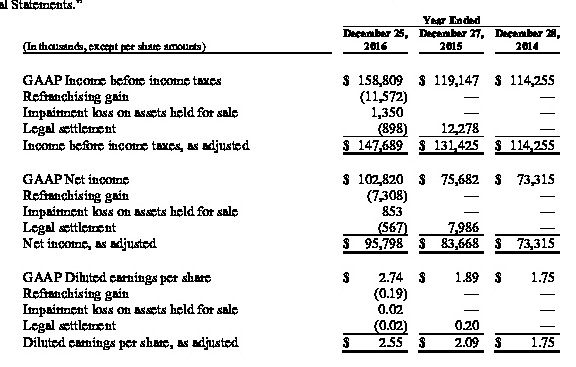 al Statements."
Year Ended
December 25, December 27, December 28,
(In thousands, except per share amounts) 2016 2015 2014
GAAP Income before income taxes $ 158,809 $ 119,147 $ 114,255
Refranchising gain (11,572) — —
Impairment loss on assets held for sale 1,350 — —
Legal settlement (898) 12,278 —
Income before income taxes, as adjusted $ 147,689 $ 131,425 $ 114,255
GAAP Net income $ 102,820 $ 75,682 $ 73,315
Refranchising gain (7,308) — —
Impairment loss on assets held for sale 853 — —
Legal settlement (567) 7,986 —
Net income, as adjusted $ 95,798 $ 83,668 $ 73,315
GAAP Diluted earnings per share $ 2.74 $ 1.89 $ 1.75
Refranchising gain (0.19) — —
Impairment loss on assets held for sale 0.02 — —
Legal settlement (0.02) 0.20 —
Diluted earnings per share, as adjusted $ 2.55 $ 2.09 $ 1.75